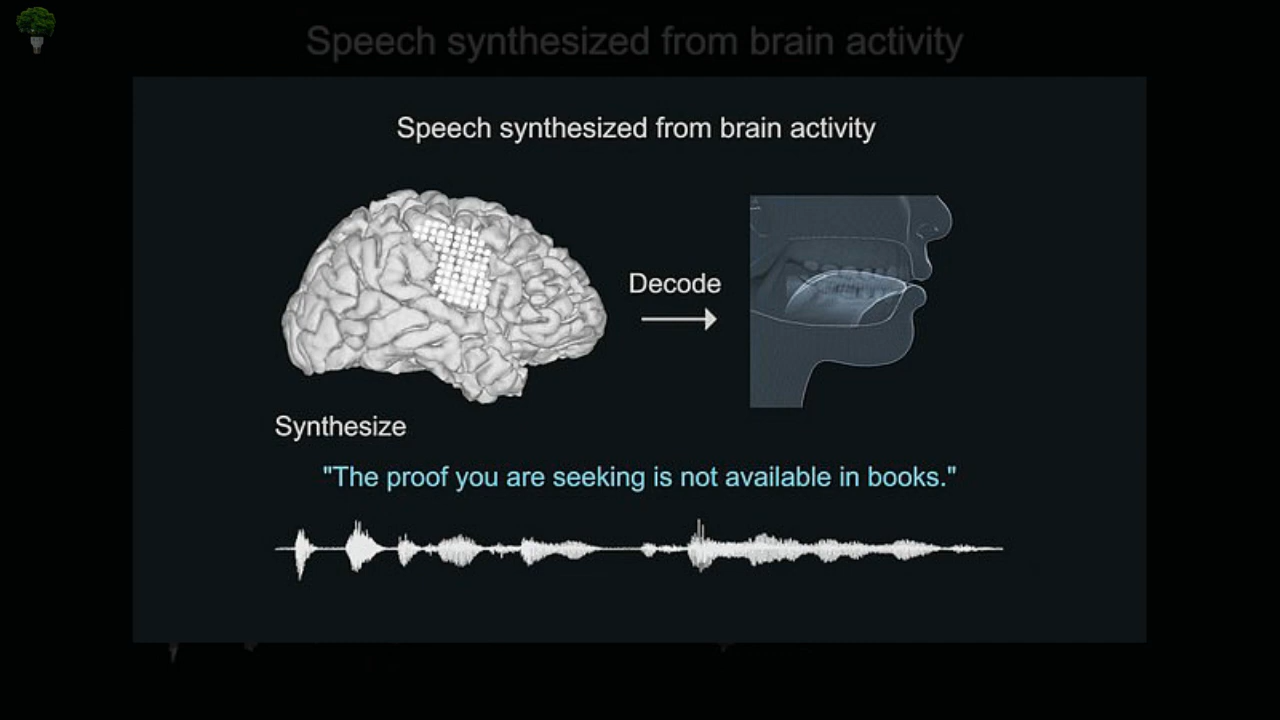 Speech synthesized from brain activity
Speech synthesized from brain activity
Decode
Synthesize
"The proof you are seeking is not available in books."